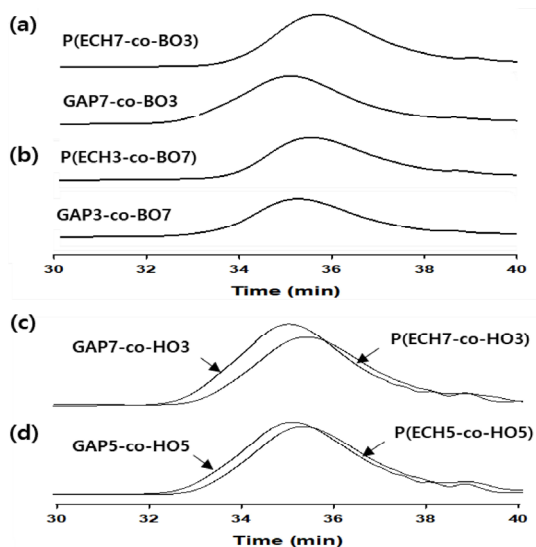 (a)
P(ECH7-co-BO3)
GAP7-co-BO3
(b)
P(ECH3-co-BO7)
GAP3-co-BO7
30 32 34 36 38 40
Time (min)
(c)
GAP7-co-HO3
P(ECH7-co-HO3)
(d)
GAP5-co-HO5
P(ECH5-co-HO5)
30 32 34 36 38 40
Time (min)